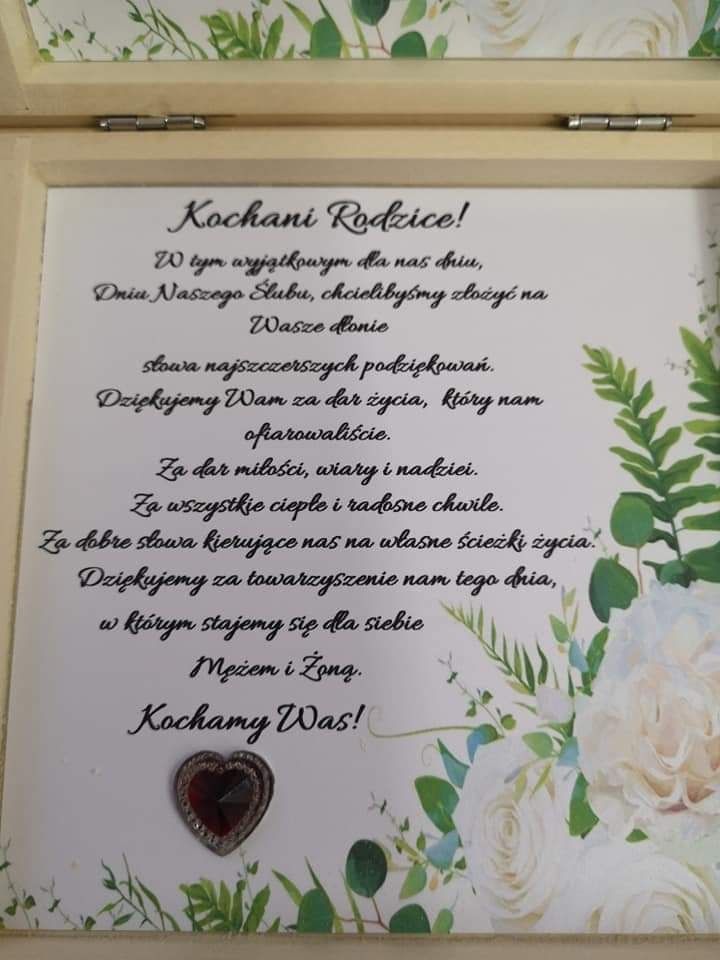 Kochani Rodzice!
W tym wyjątkowym dla nas dniu,
Dniu Naszego Ślubu, chcielibyśmy złożyć na
Wasze dłonie
słowa najszczerszych podziękowań.
Dziękujemy Wam za dar życia, który nam
ofiarowaliście.
Za dar miłości, wiary i nadziei.
Za wszystkie ciepłe i radosne chwile.
Za dobre słowa kierujące nas na własne ścieżki życia.
Dziękujemy za towarzyszenie nam tego dnia,
w którym stajemy się dla siebie
Mężem i Żoną.
Kochamy Was!